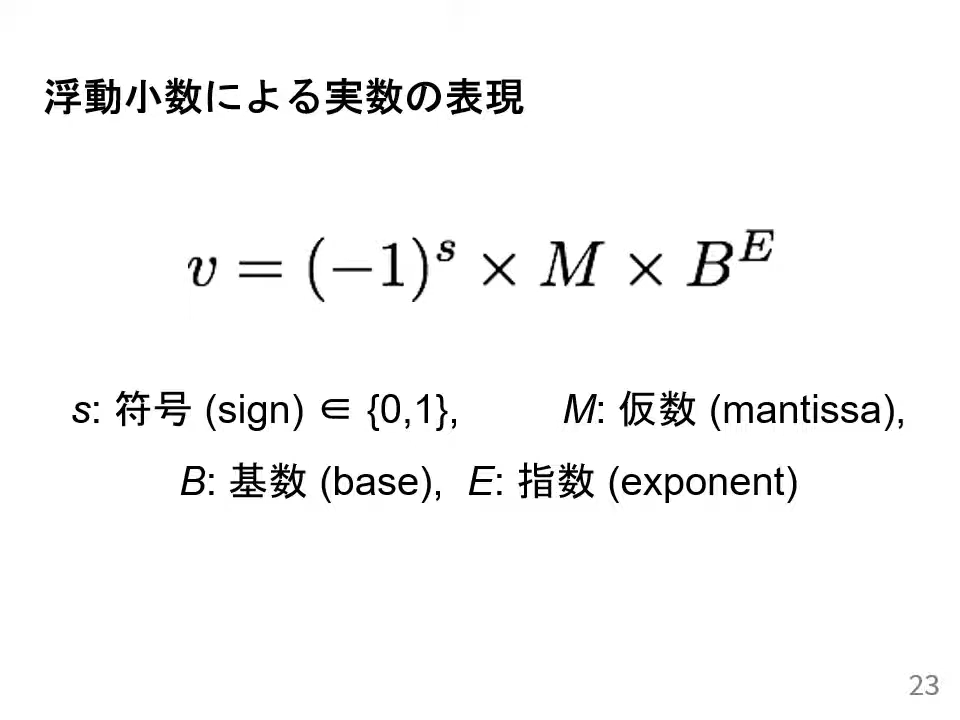 浮動小数による実数の表現
v = (−1)^s × M × B^E
s: 符号 (sign) ∈ {0,1}, M: 仮数 (mantissa),
B: 基数 (base), E: 指数 (exponent)
23